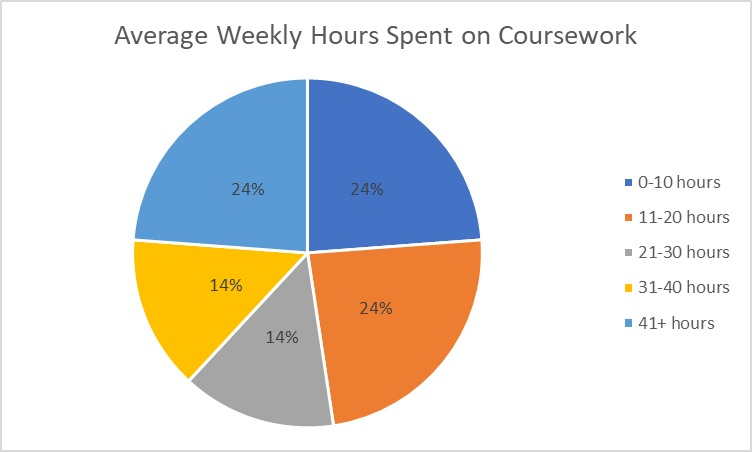 Average Weekly Hours Spent on Coursework
24%
24%
0-10 hours
11-20 hours
21-30 hours
31-40 hours
41+ hours
14%
24%
14%